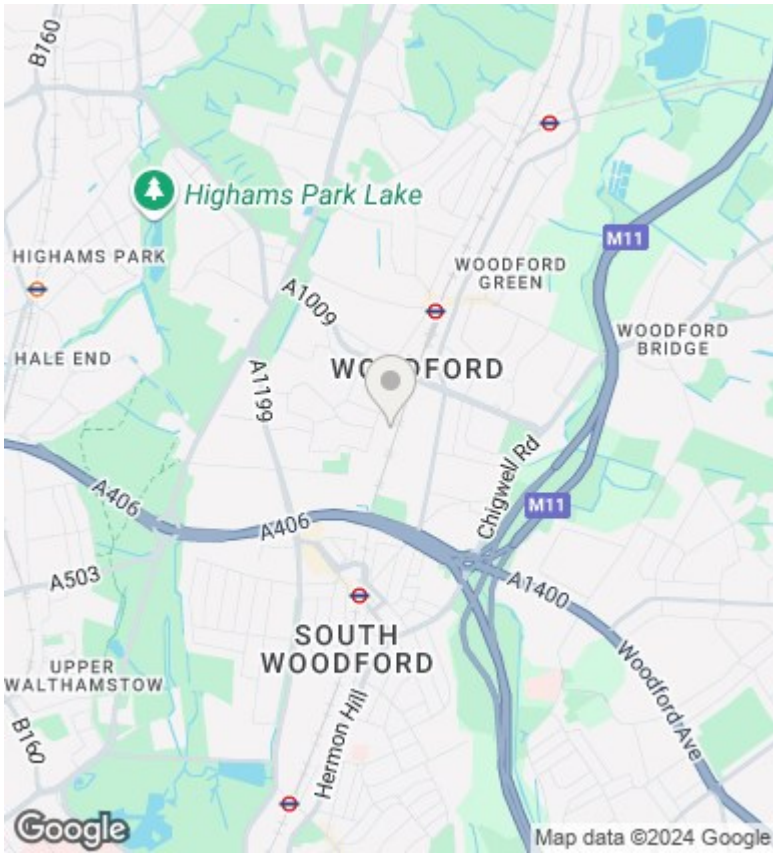 B160
Highams Park Lake
M11
HIGHAMS PARK
WOODFORD
GREEN
A1009
WOODFORD
BRIDGE
HALE END
WOODFORD
A1199
Chigwell Rd
A406
A406
M11
A503
A1400
SOUTH
WOODFORD
UPPER
WALTHAMSTOW
Woodford Ave
Hermon Hill
B160
Google
Map data ©2024 Google